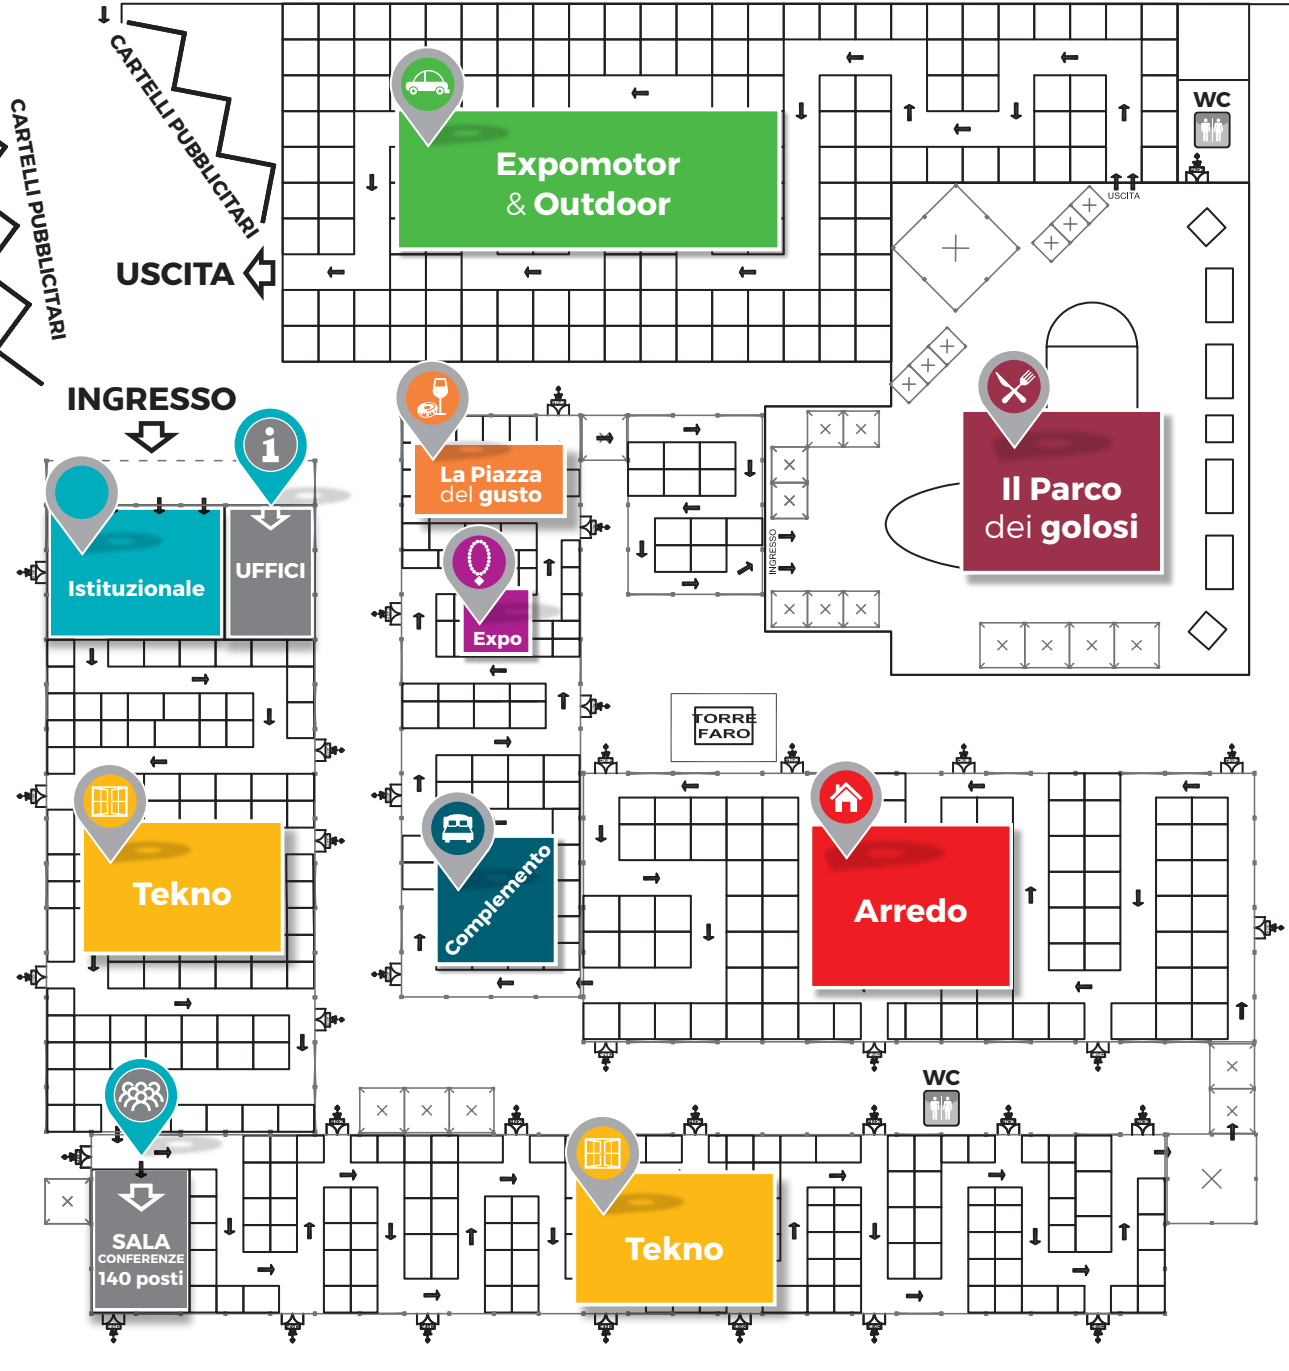 CARTELLI PUBBLICITARI
CARTELLI PUBBLICITARI
WC
Expomotor
& Outdoor
USCITA
USCITA
INGRESSO
La Piazza
del gusto
Il Parco
dei golosi
INGRESSO
UFFICI
Istituzionale
Expo
TORRE
FARO
Tekno
Complemento
Arredo
WC
SALA
CONFERENZE
140 posti
Tekno